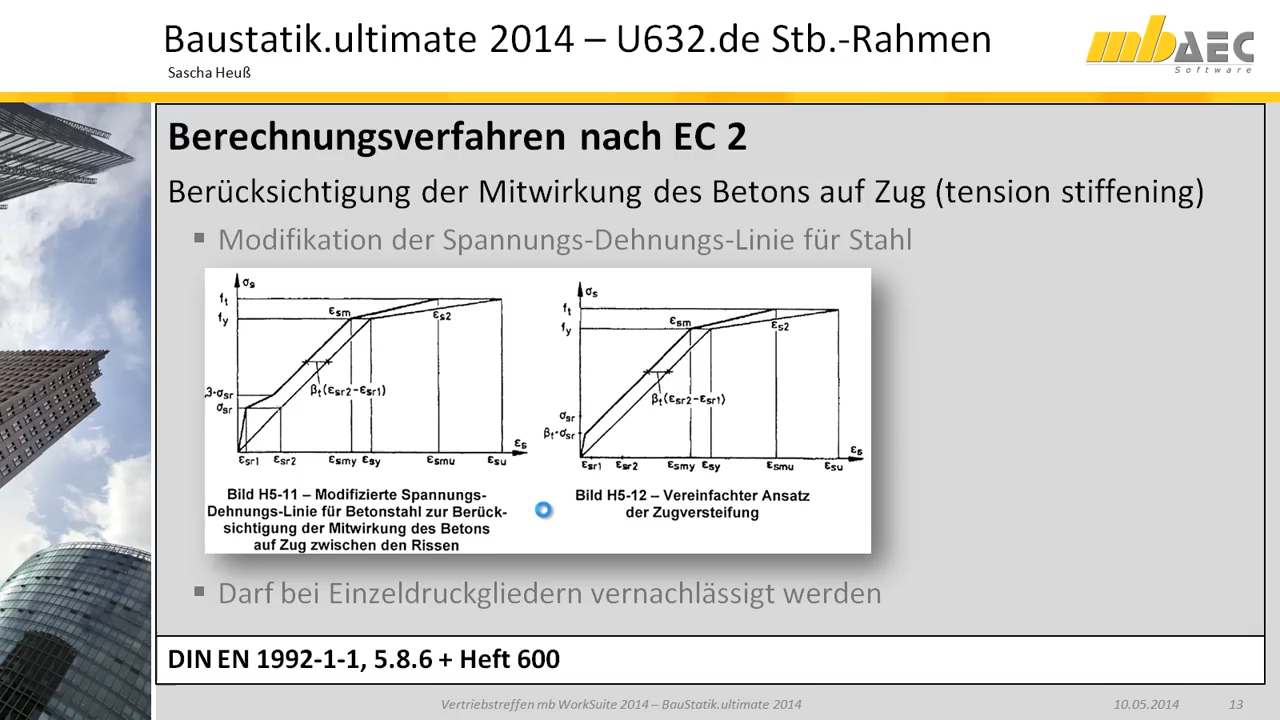 Baustatik.ultimate 2014 – U632.de Stb.-Rahmen
Sascha Heuß
mb AEC
Software
Berechnungsverfahren nach EC 2
Berücksichtigung der Mitwirkung des Betons auf Zug (tension stiffening)
▪ Modifikation der Spannungs-Dehnungs-Linie für Stahl
σs
ft
fy
εsm
εs2
βt(εsr2-εsr1)
3·σsr
σsr
εs
εsr1 εsr2 εsmy εsy εsmu εsu
Bild H5-11 – Modifizierte Spannungs-
Dehnungs-Linie für Betonstahl zur Berück-
sichtigung der Mitwirkung des Betons
auf Zug zwischen den Rissen
σs
ft
fy
εsm
εs2
βt(εsr2-εsr1)
σsr
βt·σsr
εs
εsr1 εsr2 εsmy εsy εsmu εsu
Bild H5-12 – Vereinfachter Ansatz
der Zugversteifung
▪ Darf bei Einzeldruckgliedern vernachlässigt werden
DIN EN 1992-1-1, 5.8.6 + Heft 600
Vertriebstreffen mb WorkSuite 2014 – BauStatik.ultimate 2014 10.05.2014 13